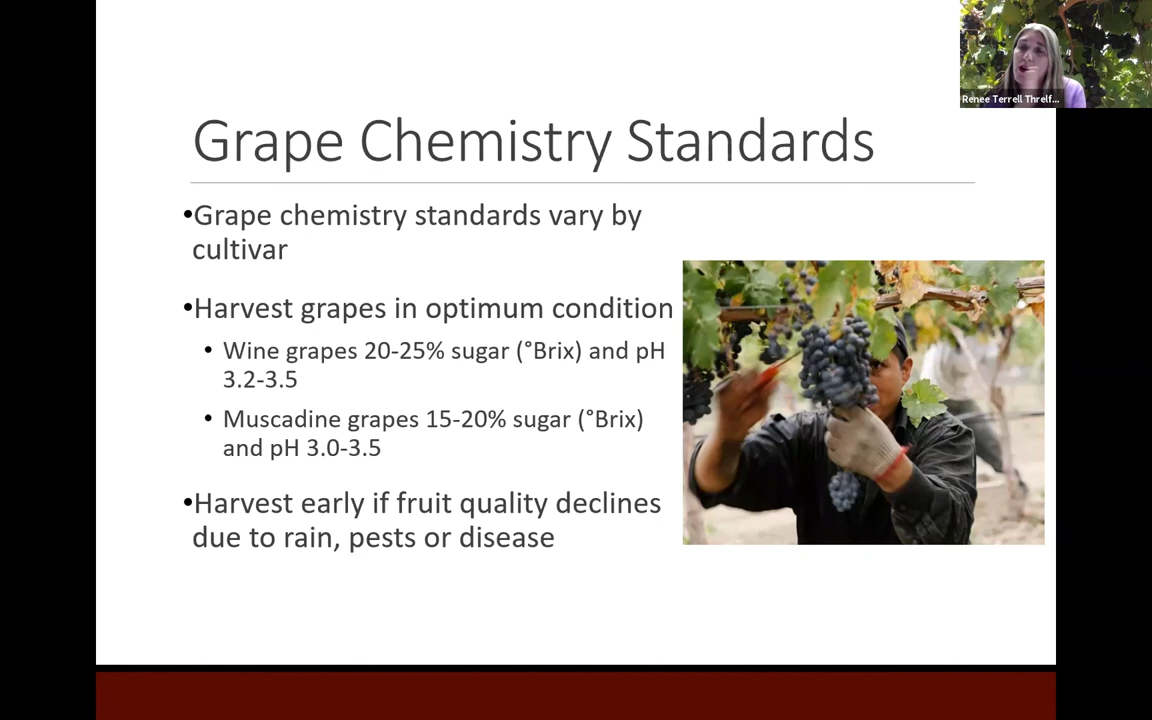 Renee Terrell Threlf...
Grape Chemistry Standards
•Grape chemistry standards vary by
cultivar
•Harvest grapes in optimum condition
• Wine grapes 20-25% sugar (°Brix) and pH
3.2-3.5
• Muscadine grapes 15-20% sugar (°Brix)
and pH 3.0-3.5
•Harvest early if fruit quality declines
due to rain, pests or disease